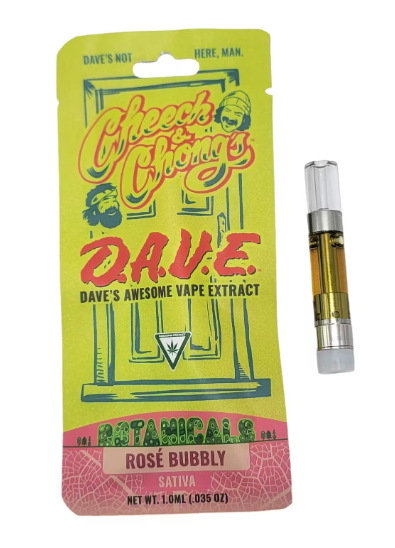 DAVE'S NOT HERE, MAN.
Cheech
&
Chong's
D.A.V.E.
DAVE'S AWESOME VAPE EXTRACT
BOTANICALS
ROSÉ BUBBLY
SATIVA
NET WT. 1.0ML (.035 OZ)